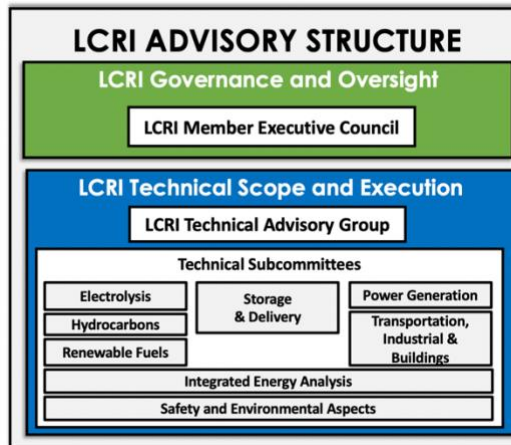 LCRI ADVISORY STRUCTURE
LCRI Governance and Oversight
LCRI Member Executive Council
LCRI Technical Scope and Execution
LCRI Technical Advisory Group
Technical Subcommittees
Electrolysis
Hydrocarbons
Renewable Fuels
Storage
& Delivery
Power Generation
Transportation,
Industrial &
Buildings
Integrated Energy Analysis
Safety and Environmental Aspects